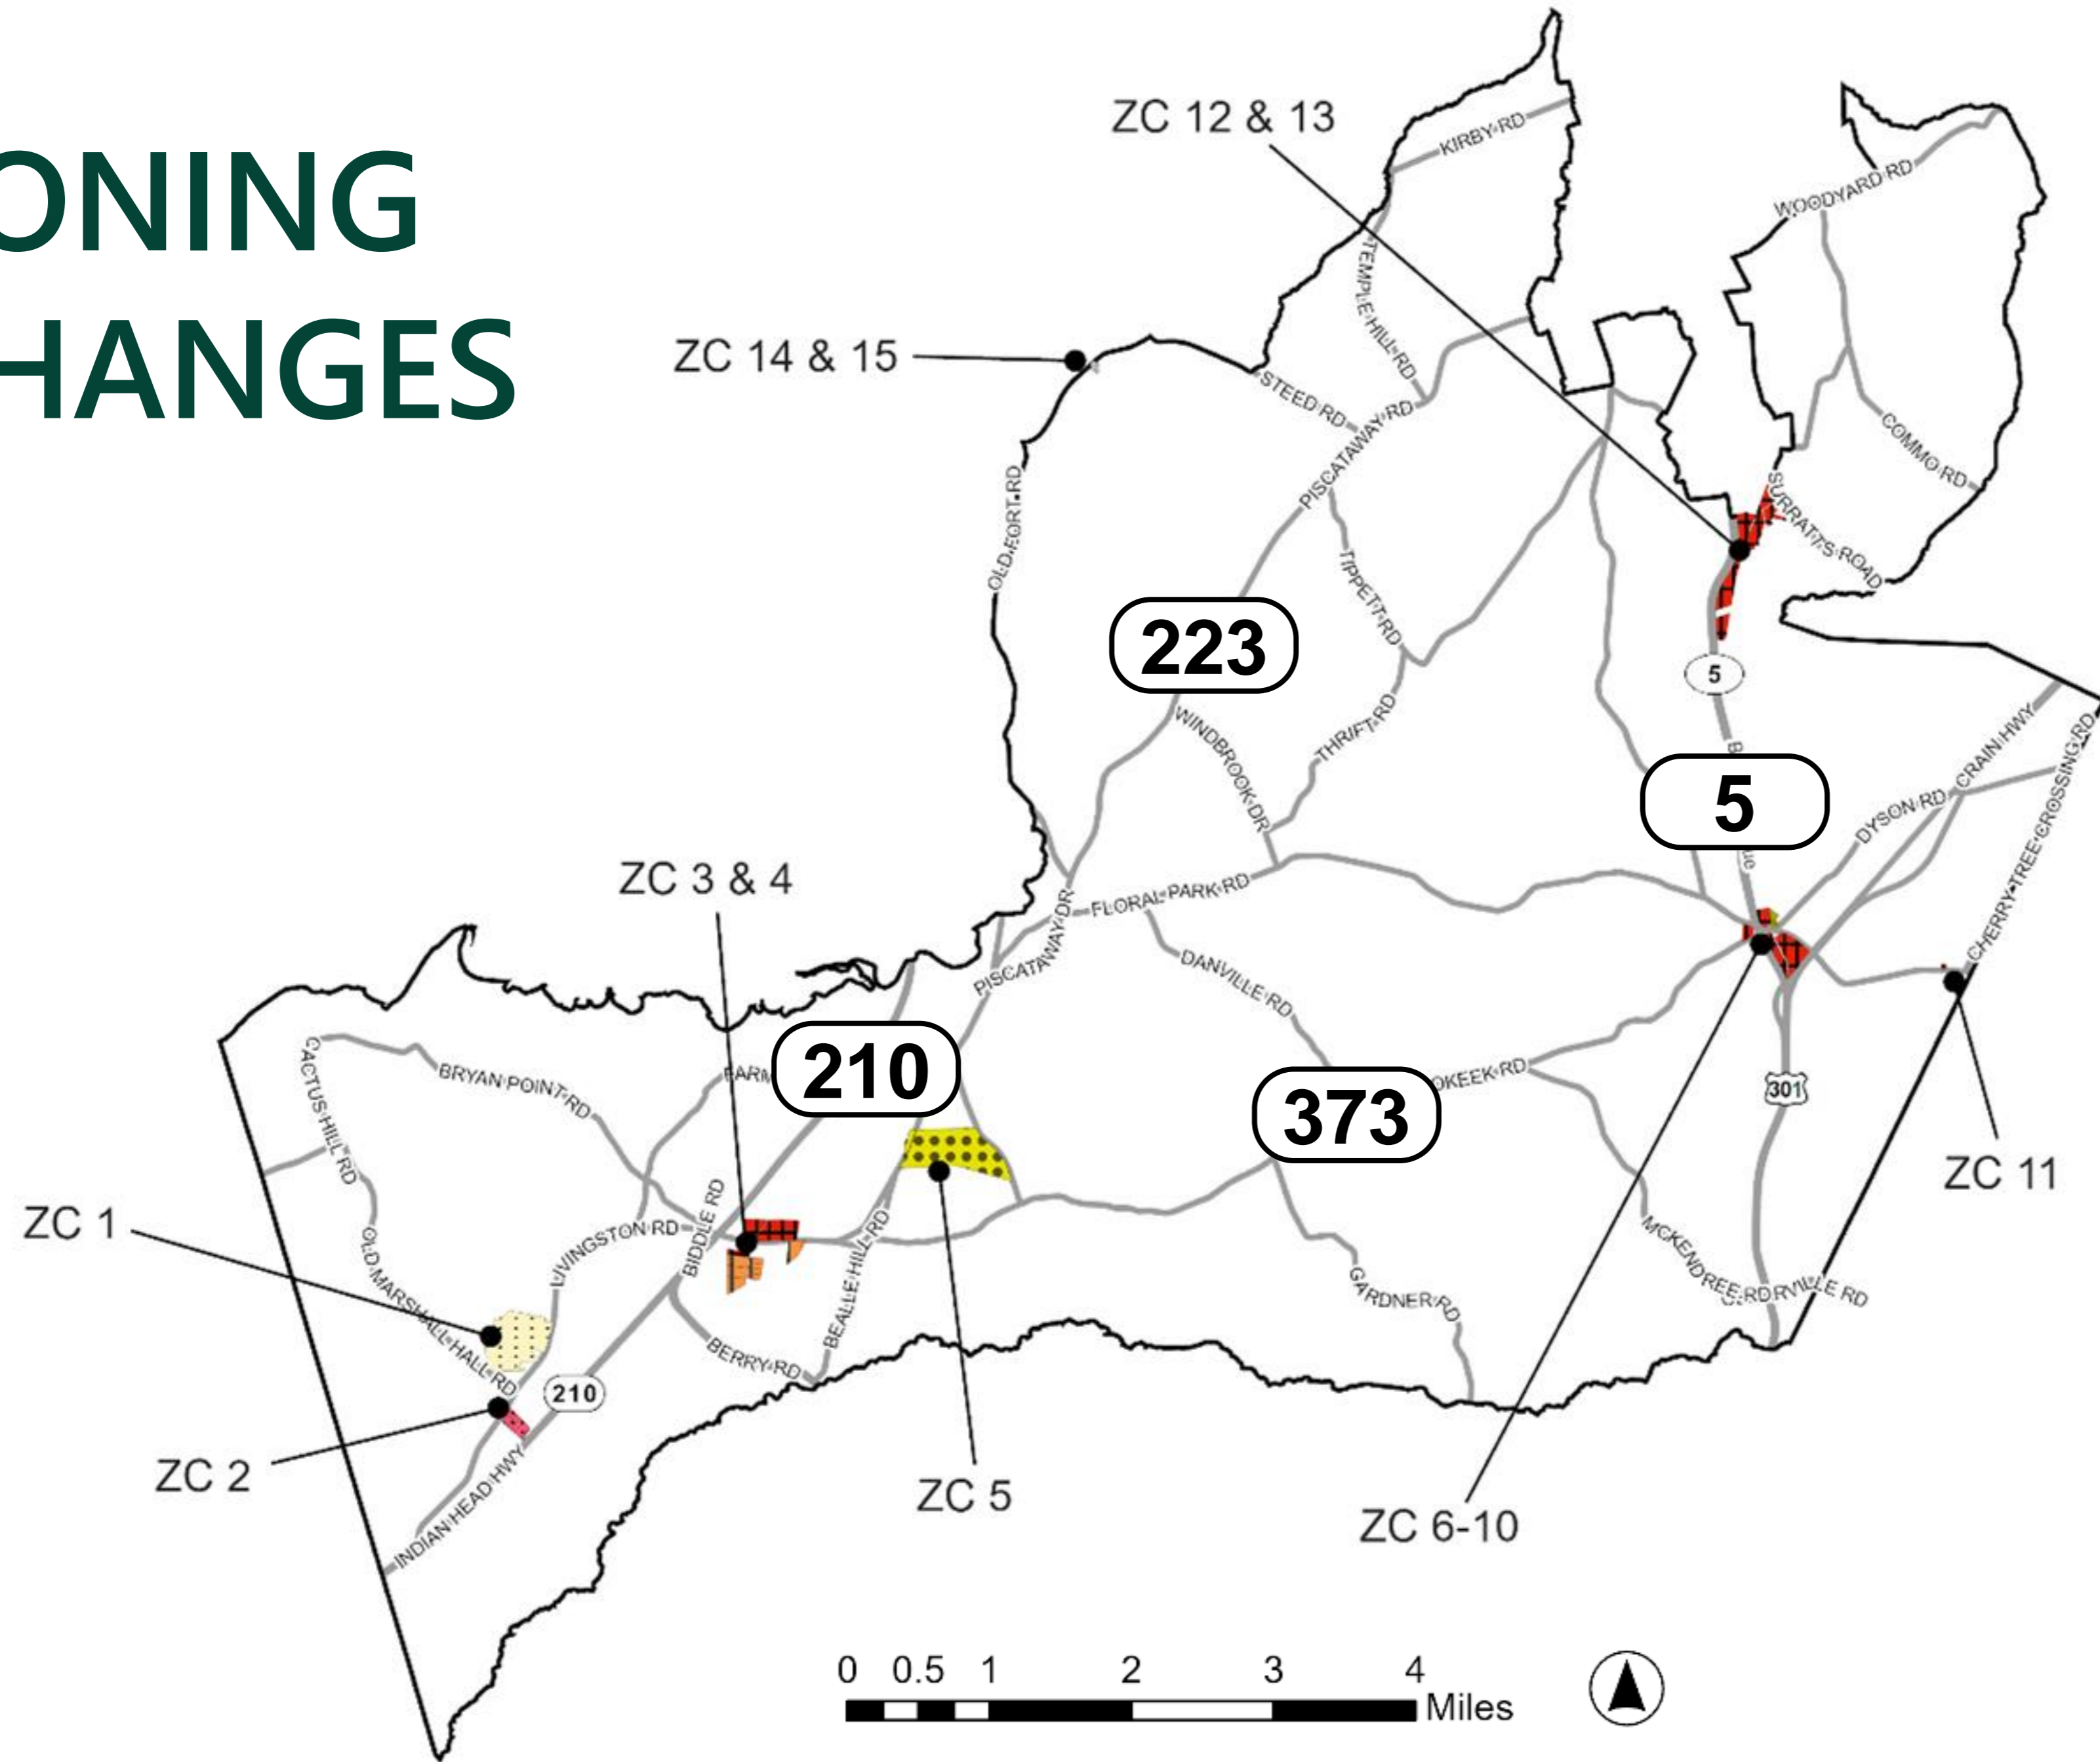 ONING
HANGES
ZC 12 & 13
KIRBY RD
WOODYARD RD
TEMPLE HILL RD
ZC 14 & 15
STEED RD
PISCATAWAY RD
COMMO RD
OLD FORT RD
SURRATTS ROAD
TIPPETT RD
223
5
WINDBROOK DR
THRIFT RD
CRAIN HWY
5
DYSON RD
CHERRY TREE CROSSING RD
ZC 3 & 4
FLORAL PARK RD
PISCATAWAY DR
DANVILLE RD
CACTUS HILL RD
BRYAN POINT RD
FARM
210
373
OKEEK RD
301
ZC 11
ZC 1
LIVINGSTON RD
BIDDLE RD
OLD MARSHALL HALL RD
BEALLE HILL RD
MCKENDREE RD
RVILLE RD
GARDNER RD
BERRY RD
210
ZC 2
INDIAN HEAD HWY
ZC 5
ZC 6-10
0 0.5 1 2 3 4
Miles